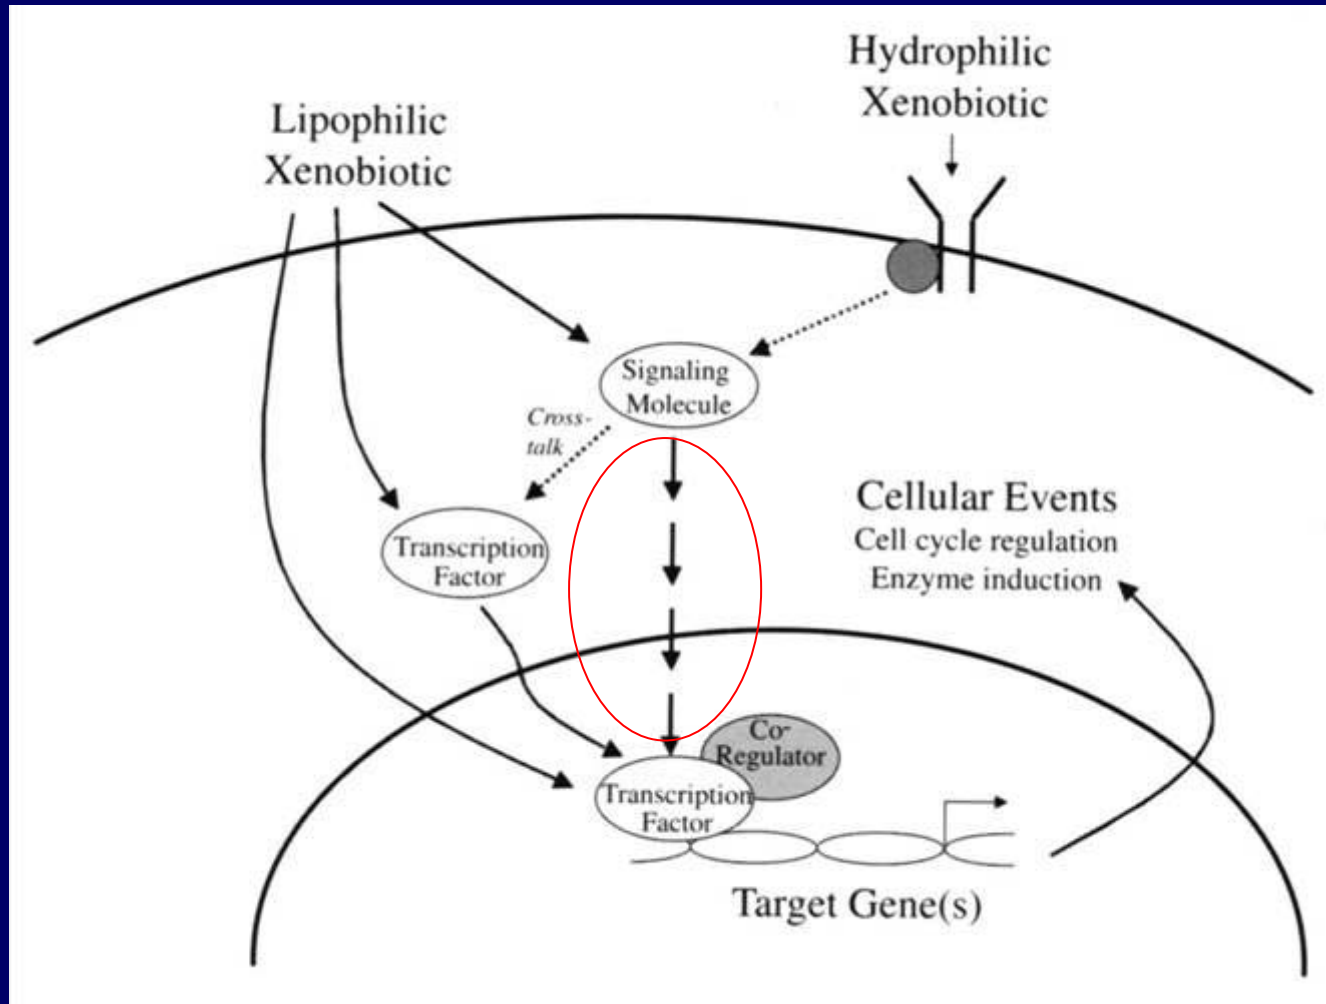 Hydrophilic
Xenobiotic
Lipophilic
Xenobiotic
Signaling
Molecule
Cross-
talk
Transcription
Factor
Cellular Events
Cell cycle regulation
Enzyme induction
Co-
Regulator
Transcription
Factor
Target Gene(s)